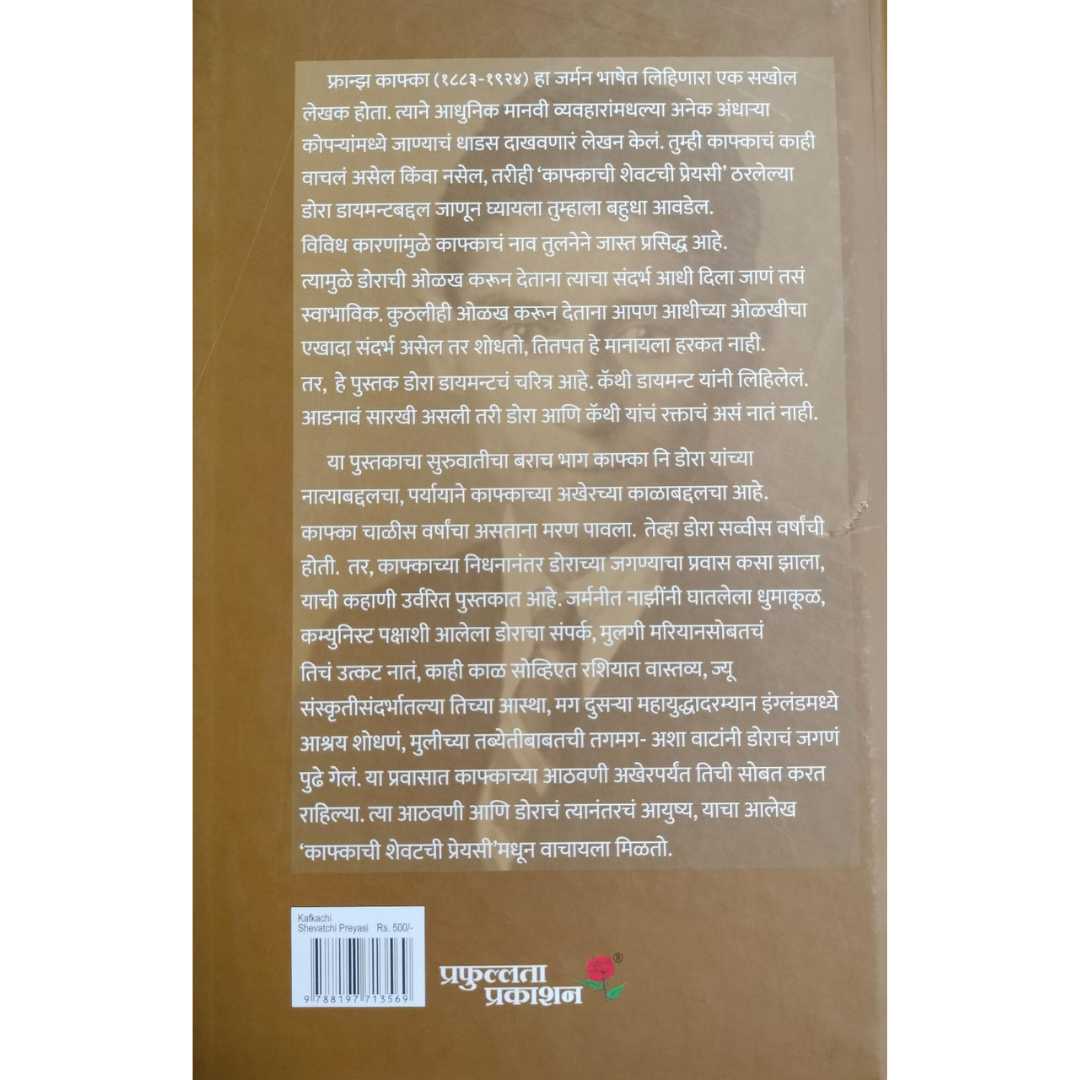 फ्रान्झ काफ्का (१८८३-१९२४) हा जर्मन भाषेत लिहिणारा एक सखोल
लेखक होता. त्याने आधुनिक मानवी व्यवहारांमधल्या अनेक अंधाऱ्या
कोपऱ्यांमध्ये जाण्याचं धाडस दाखवणारं लेखन केलं. तुम्ही काफ्काचं काही
वाचलं असेल किंवा नसेल, तरीही ‘काफ्काची शेवटची प्रेयसी’ ठरलेल्या
डोरा डायमन्टबद्दल जाणून घ्यायला तुम्हाला बहुधा आवडेल.
विविध कारणांमुळे काफ्काचं नाव तुलनेने जास्त प्रसिद्ध आहे.
त्यामुळे डोराची ओळख करून देताना त्याचा संदर्भ आधी दिला जाणं तसं
स्वाभाविक. कुठलीही ओळख करून देताना आपण आधीच्या ओळखीचा
एखादा संदर्भ असेल तर शोधतो, तितपत हे मानायला हरकत नाही.
तर, हे पुस्तक डोरा डायमन्टचं चरित्र आहे. कॅथी डायमन्ट यांनी लिहिलेलं.
आडनावं सारखी असली तरी डोरा आणि कॅथी यांचं रक्ताचं असं नातं नाही.
या पुस्तकाचा सुरुवातीचा बराच भाग काफ्का नि डोरा यांच्या
नात्याबद्दलचा, पर्यायाने काफ्काच्या अखेरच्या काळाबद्दलचा आहे.
काफ्का चाळीस वर्षांचा असताना मरण पावला. तेव्हा डोरा सव्वीस वर्षांची
होती. तर, काफ्काच्या निधनानंतर डोराच्या जगण्याचा प्रवास कसा झाला,
याची कहाणी उर्वरित पुस्तकात आहे. जर्मनीत नाझींनी घातलेला धुमाकूळ,
कम्युनिस्ट पक्षाशी आलेला डोराचा संपर्क, मुलगी मरियानसोबतचं
तिचं उत्कट नातं, काही काळ सोव्हिएत रशियात वास्तव्य, ज्यू
संस्कृतीसंदर्भातल्या तिच्या आस्था, मग दुसऱ्या महायुद्धादरम्यान इंग्लंडमध्ये
आश्रय शोधणं, मुलीच्या तब्येतीबाबतची तगमग- अशा वाटांनी डोराचं जगणं
पुढे गेलं. या प्रवासात काफ्काच्या आठवणी अखेरपर्यंत तिची सोबत करत
राहिल्या. त्या आठवणी आणि डोराचं त्यानंतरचं आयुष्य, याचा आलेख
‘काफ्काची शेवटची प्रेयसी’मधून वाचायला मिळतो.
Kafkachi
Shevatchi Preyasi Rs. 500/-
9 788197 713569
प्रफुल्लता ®
प्रकाशन